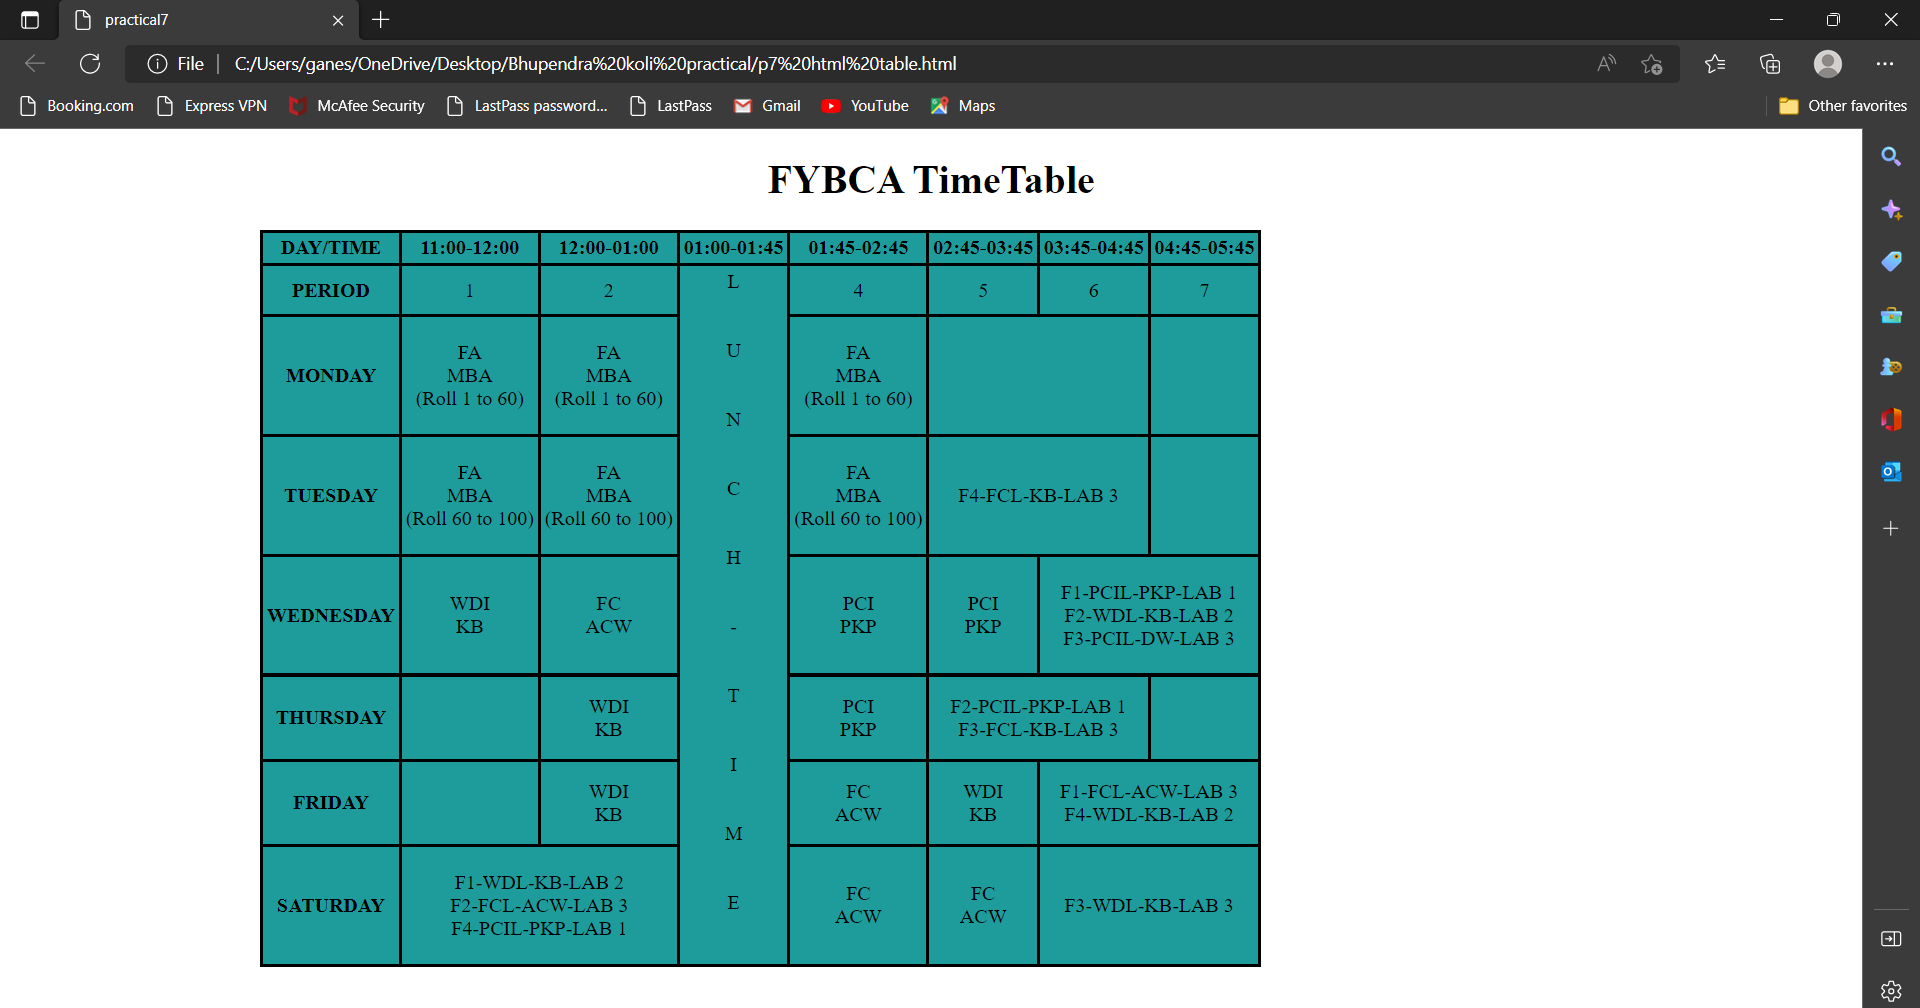 practical7
File
C:/Users/ganes/OneDrive/Desktop/Bhupendra%20koli%20practical/p7%20html%20table.html
Booking.com
Express VPN
McAfee Security
LastPass password...
LastPass
Gmail
YouTube
Maps
Other favorites
FYBCA TimeTable
DAY/TIME 11:00-12:00 12:00-01:00 01:00-01:45 01:45-02:45 02:45-03:45 03:45-04:45 04:45-05:45
PERIOD 1 2 4 5 6 7
L
U
N
C
H
-
T
I
M
E
MONDAY
FA
MBA
(Roll 1 to 60)
FA
MBA
(Roll 1 to 60)
FA
MBA
(Roll 1 to 60)
TUESDAY
FA
MBA
(Roll 60 to 100)
FA
MBA
(Roll 60 to 100)
FA
MBA
(Roll 60 to 100)
F4-FCL-KB-LAB 3
WEDNESDAY
WDI
KB
FC
ACW
PCI
PKP
PCI
PKP
F1-PCIL-PKP-LAB 1
F2-WDL-KB-LAB 2
F3-PCIL-DW-LAB 3
THURSDAY
WDI
KB
PCI
PKP
F2-PCIL-PKP-LAB 1
F3-FCL-KB-LAB 3
FRIDAY
WDI
KB
FC
ACW
WDI
KB
F1-FCL-ACW-LAB 3
F4-WDL-KB-LAB 2
SATURDAY
F1-WDL-KB-LAB 2
F2-FCL-ACW-LAB 3
F4-PCIL-PKP-LAB 1
FC
ACW
FC
ACW
F3-WDL-KB-LAB 3